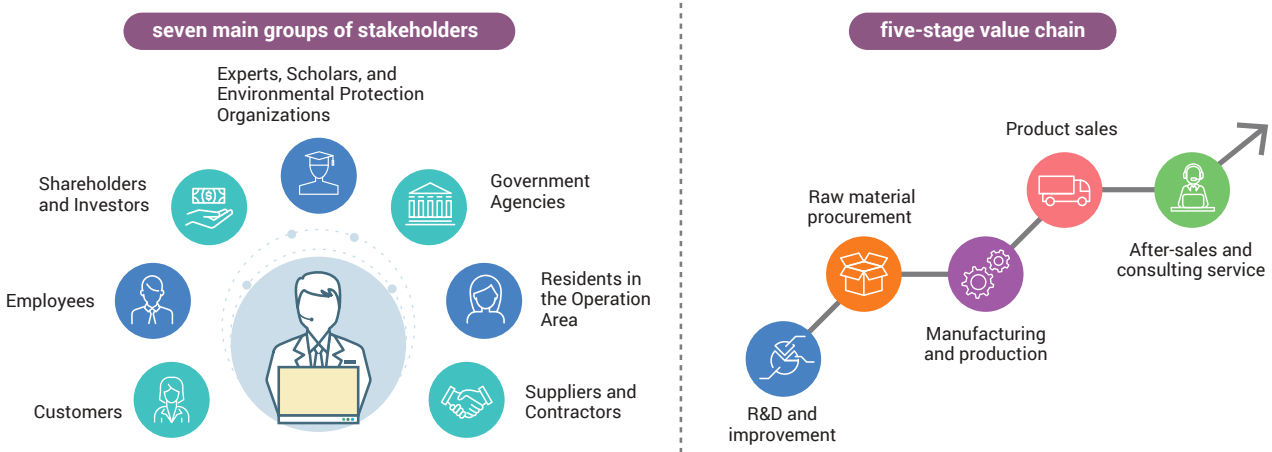 seven main groups of stakeholders
Experts, Scholars, and
Environmental Protection
Organizations
Shareholders
and Investors
Government
Agencies
Employees
Residents in
the Operation
Area
Customers
Suppliers and
Contractors
five-stage value chain
Product sales
Raw material
procurement
After-sales and
consulting service
Manufacturing
and production
R&D and
improvement